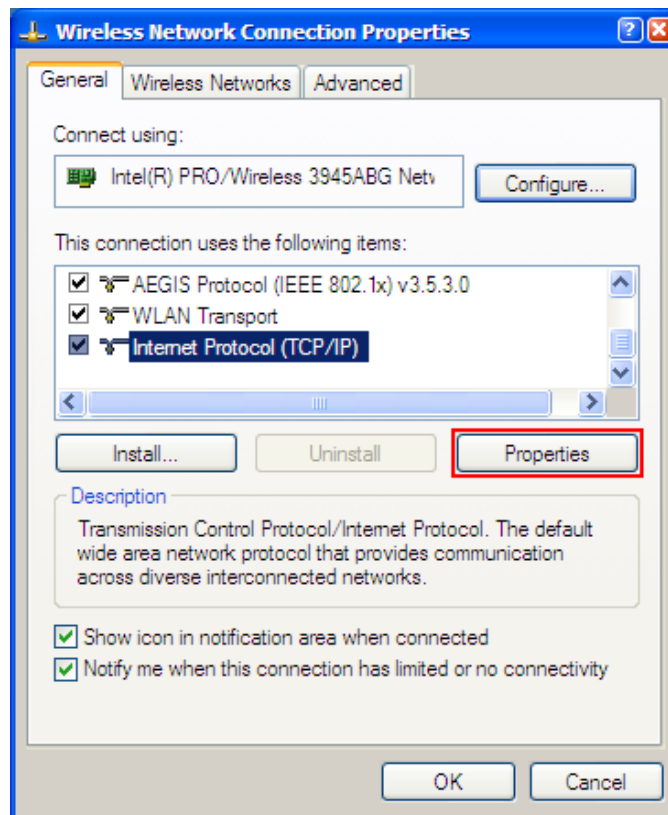 Wireless Network Connection Properties
General Wireless Networks Advanced
Connect using:
Intel(R) PRO/Wireless 3945ABG Netw
Configure...
This connection uses the following items:
AEGIS Protocol (IEEE 802.1x) v3.5.3.0
WLAN Transport
Internet Protocol (TCP/IP)
Install... Uninstall Properties
Description
Transmission Control Protocol/Internet Protocol. The default
wide area network protocol that provides communication
across diverse interconnected networks.
Show icon in notification area when connected
Notify me when this connection has limited or no connectivity
OK Cancel